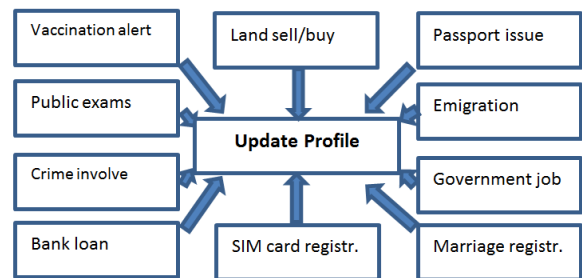 Vaccination alert
Land sell/buy
Passport issue
Public exams
Emigration
Update Profile
Crime involve
Government job
Bank loan
SIM card registr.
Marriage registr.